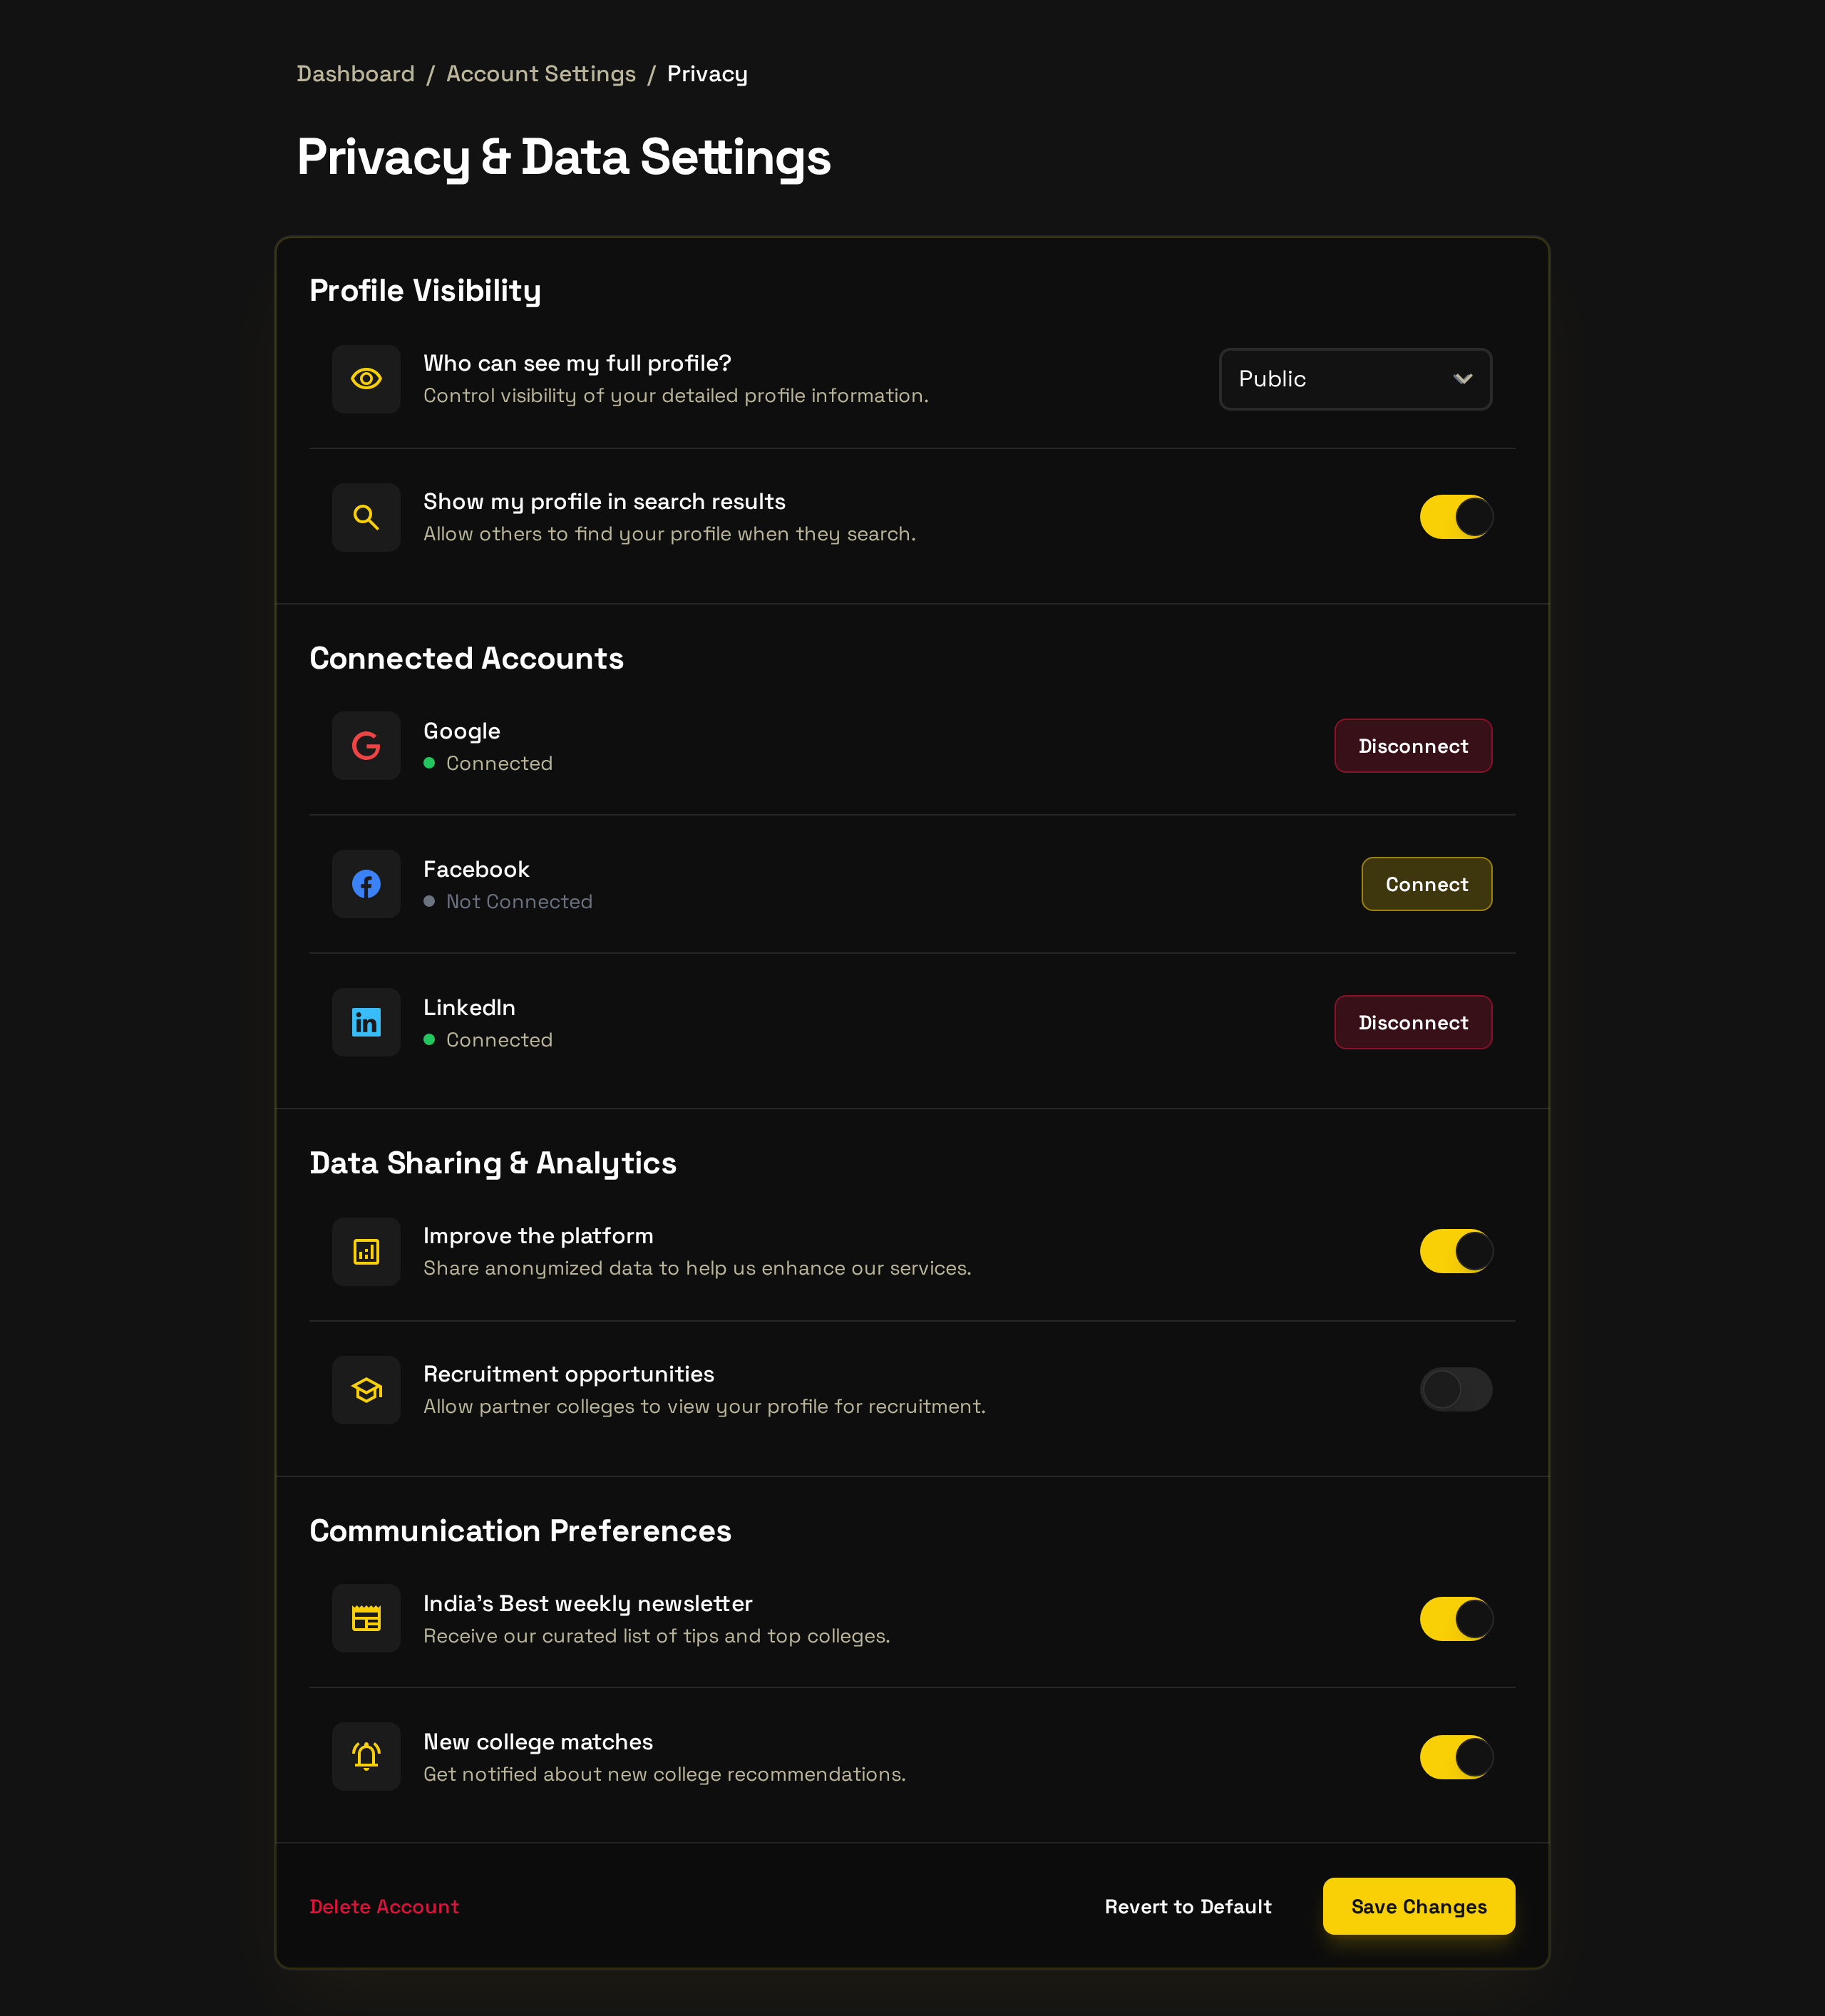 Dashboard / Account Settings / Privacy
Privacy & Data Settings
Profile Visibility
Who can see my full profile?
Control visibility of your detailed profile information.
Public
Show my profile in search results
Allow others to find your profile when they search.
Connected Accounts
Google
Connected
Disconnect
Facebook
Not Connected
Connect
LinkedIn
Connected
Disconnect
Data Sharing & Analytics
Improve the platform
Share anonymized data to help us enhance our services.
Recruitment opportunities
Allow partner colleges to view your profile for recruitment.
Communication Preferences
India's Best weekly newsletter
Receive our curated list of tips and top colleges.
New college matches
Get notified about new college recommendations.
Delete Account
Revert to Default
Save Changes